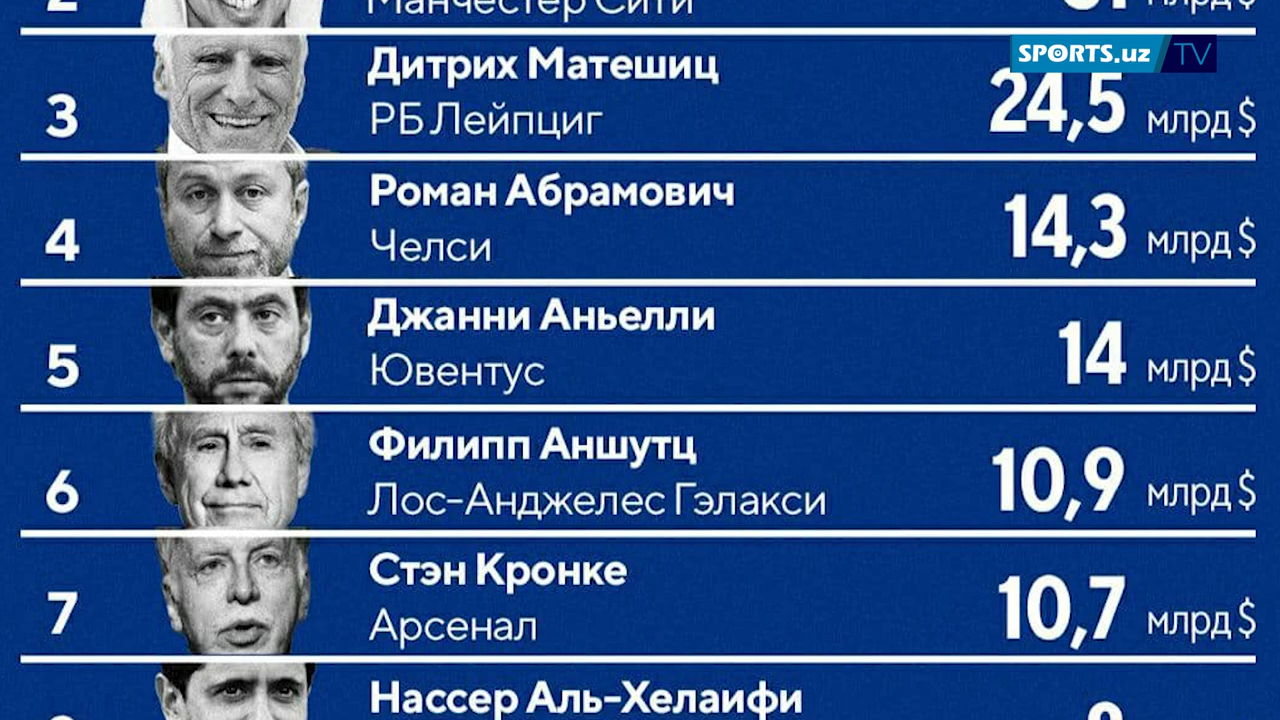 Манчестер Сити
млрд $
SPORTS.uz TV
3
Дитрих Матешиц
РБ Лейпциг
24,5 млрд $
4
Роман Абрамович
Челси
14,3 млрд $
5
Джанни Аньелли
Ювентус
14 млрд $
6
Филипп Аншутц
Лос-Анджелес Гэлакси
10,9 млрд $
7
Стэн Кронке
Арсенал
10,7 млрд $
Нассер Аль-Хелаифи